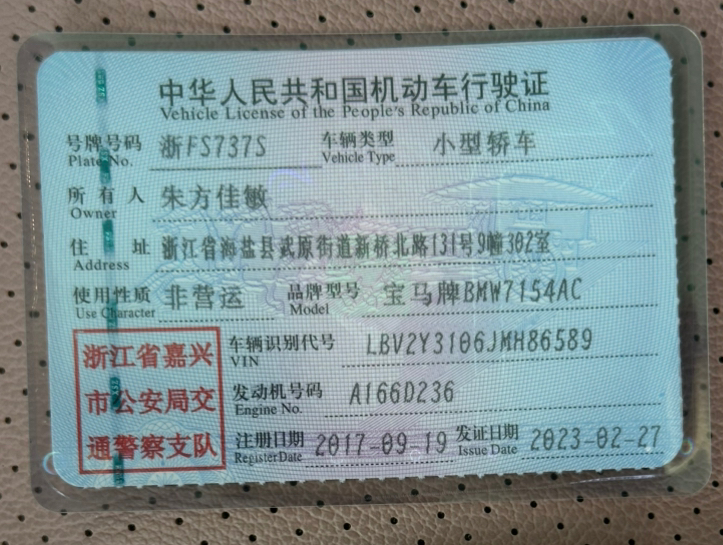 中华人民共和国机动车行驶证
Vehicle License of the People's Republic of China
号牌号码 浙FS737S 车辆类型 小型轿车
Plate No. Vehicle Type
所有人 朱方佳敏
Owner
住址 浙江省海盐县武原街道新桥北路131号9幢302室
Address
使用性质 非营运 品牌型号 宝马牌BMW7154AC
Use Character Model
浙江省嘉兴
市公安局交
通警察支队
车辆识别代号 LBV2Y3106JMH86589
VIN
发动机号码 A166D236
Engine No.
注册日期 2017-09-19 发证日期 2023-02-27
Register Date Issue Date